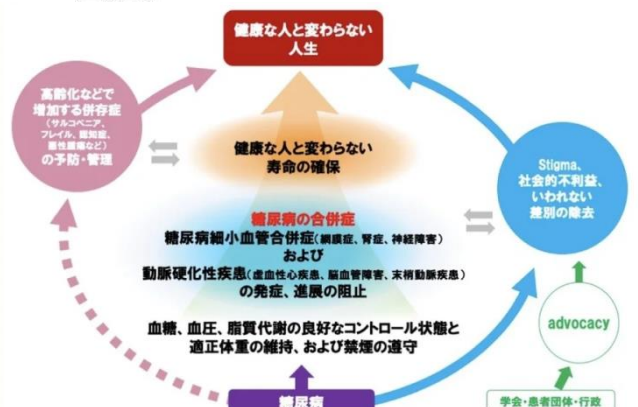 健康な人と変わらない
人生
高齢化などで
増加する併存症
（サルコペニア、
フレイル、認知症、
悪性腫瘍など）
の予防・管理
健康な人と変わらない
寿命の確保
Stigma、
社会的不利益、
いわれない
差別の除去
糖尿病の合併症
糖尿病細小血管合併症（網膜症、腎症、神経障害）
および
動脈硬化性疾患（虚血性心疾患、脳血管障害、末梢動脈疾患）
の発症、進展の阻止
血糖、血圧、脂質代謝の良好なコントロール状態と
適正体重の維持、および禁煙の遵守
advocacy
糖尿病
学会・患者団体・行政